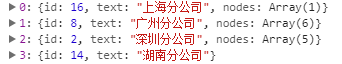 ▶ 0: {id: 16, text: "上海分公司", nodes: Array(1)}
▶ 1: {id: 8, text: "广州分公司", nodes: Array(6)}
▶ 2: {id: 2, text: "深圳分公司", nodes: Array(5)}
▶ 3: {id: 14, text: "湖南分公司"}